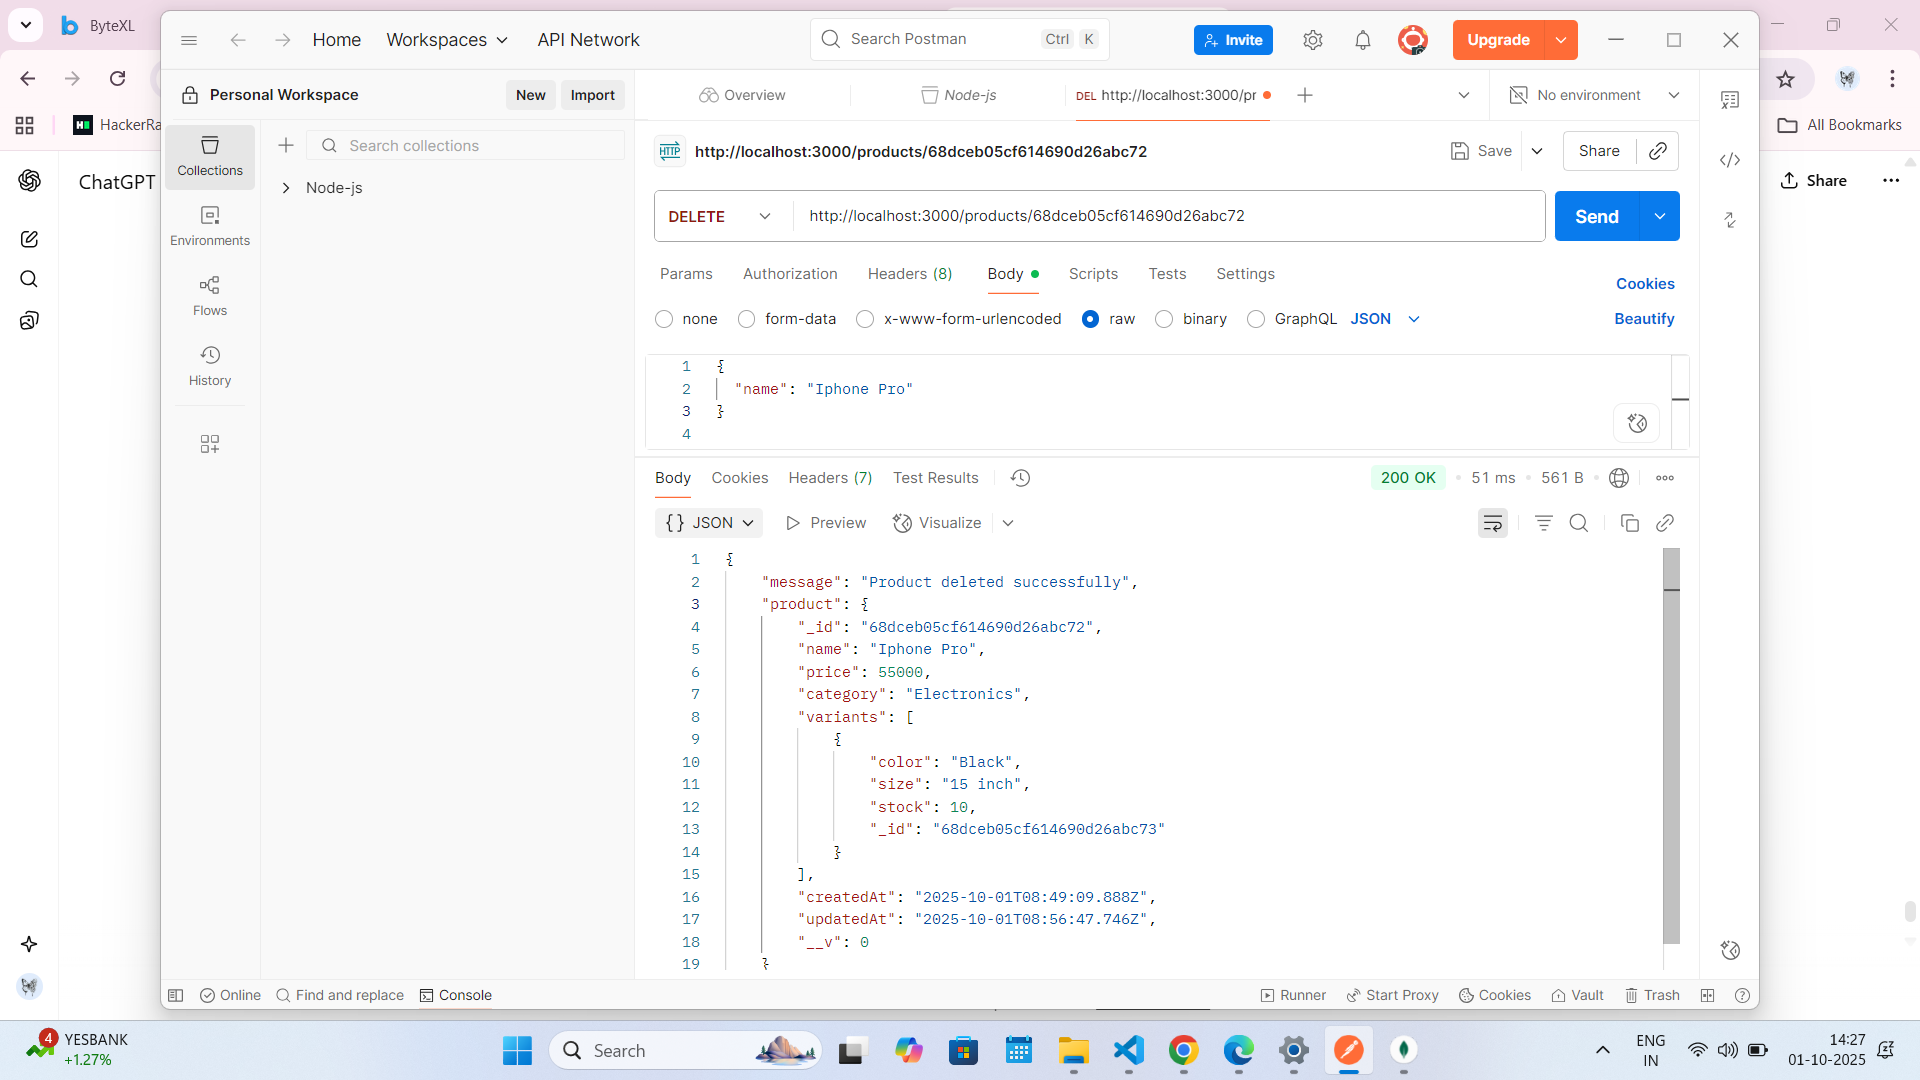 ByteXL
Home
Workspaces
API Network
Search Postman
Ctrl
K
Invite
Upgrade
Personal Workspace
New
Import
Overview
Node-js
DEL http://localhost:3000/pr
No environment
HackerRa
All Bookmarks
Collections
Search collections
http://localhost:3000/products/68dceb05cf614690d26abc72
Save
Share
ChatGPT
Share
Node-js
Environments
DELETE
http://localhost:3000/products/68dceb05cf614690d26abc72
Send
Params
Authorization
Headers (8)
Body
Scripts
Tests
Settings
Cookies
Flows
none
form-data
x-www-form-urlencoded
raw
binary
GraphQL
JSON
Beautify
History
1 {
2 "name": "Iphone Pro"
3 }
4
Body
Cookies
Headers (7)
Test Results
200 OK
51 ms
561 B
{} JSON
Preview
Visualize
1 {
2 "message": "Product deleted successfully",
3 "product": {
4 "_id": "68dceb05cf614690d26abc72",
5 "name": "Iphone Pro",
6 "price": 55000,
7 "category": "Electronics",
8 "variants": [
9 {
10 "color": "Black",
11 "size": "15 inch",
12 "stock": 10,
13 "_id": "68dceb05cf614690d26abc73"
14 }
15 ],
16 "createdAt": "2025-10-01T08:49:09.888Z",
17 "updatedAt": "2025-10-01T08:56:47.746Z",
18 "__v": 0
19 }
Online
Find and replace
Console
Runner
Start Proxy
Cookies
Vault
Trash
4
YESBANK
+1.27%
Search
ENG
IN
14:27
01-10-2025